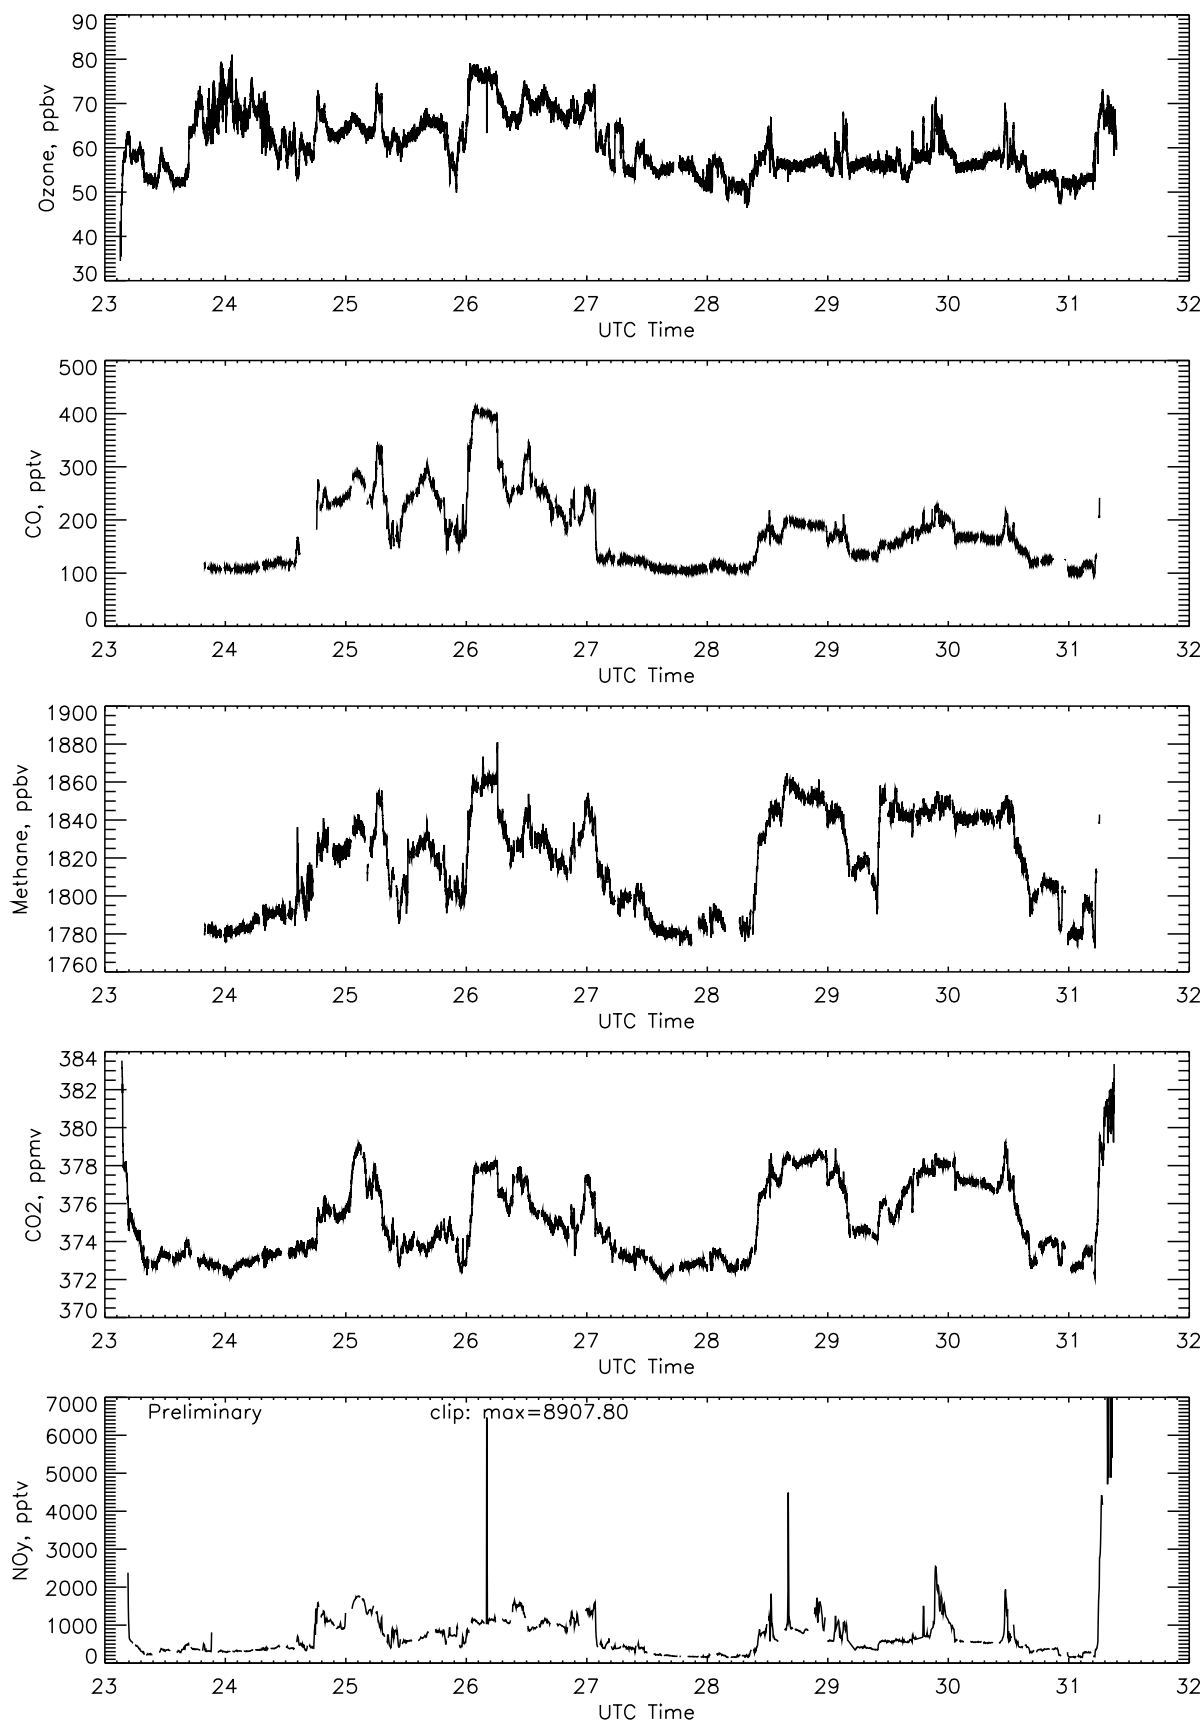 90
80
70
60
50
40
30
Ozone, ppbv
23 24 25 26 27 28 29 30 31 32
UTC Time
500
400
300
200
100
0
CO, pptv
23 24 25 26 27 28 29 30 31 32
UTC Time
1900
1880
1860
1840
1820
1800
1780
1760
Methane, ppbv
23 24 25 26 27 28 29 30 31 32
UTC Time
384
382
380
378
376
374
372
370
CO2, ppmv
23 24 25 26 27 28 29 30 31 32
UTC Time
Preliminary clip: max=8907.80
7000
6000
5000
4000
3000
2000
1000
0
NOy, pptv
23 24 25 26 27 28 29 30 31 32
UTC Time